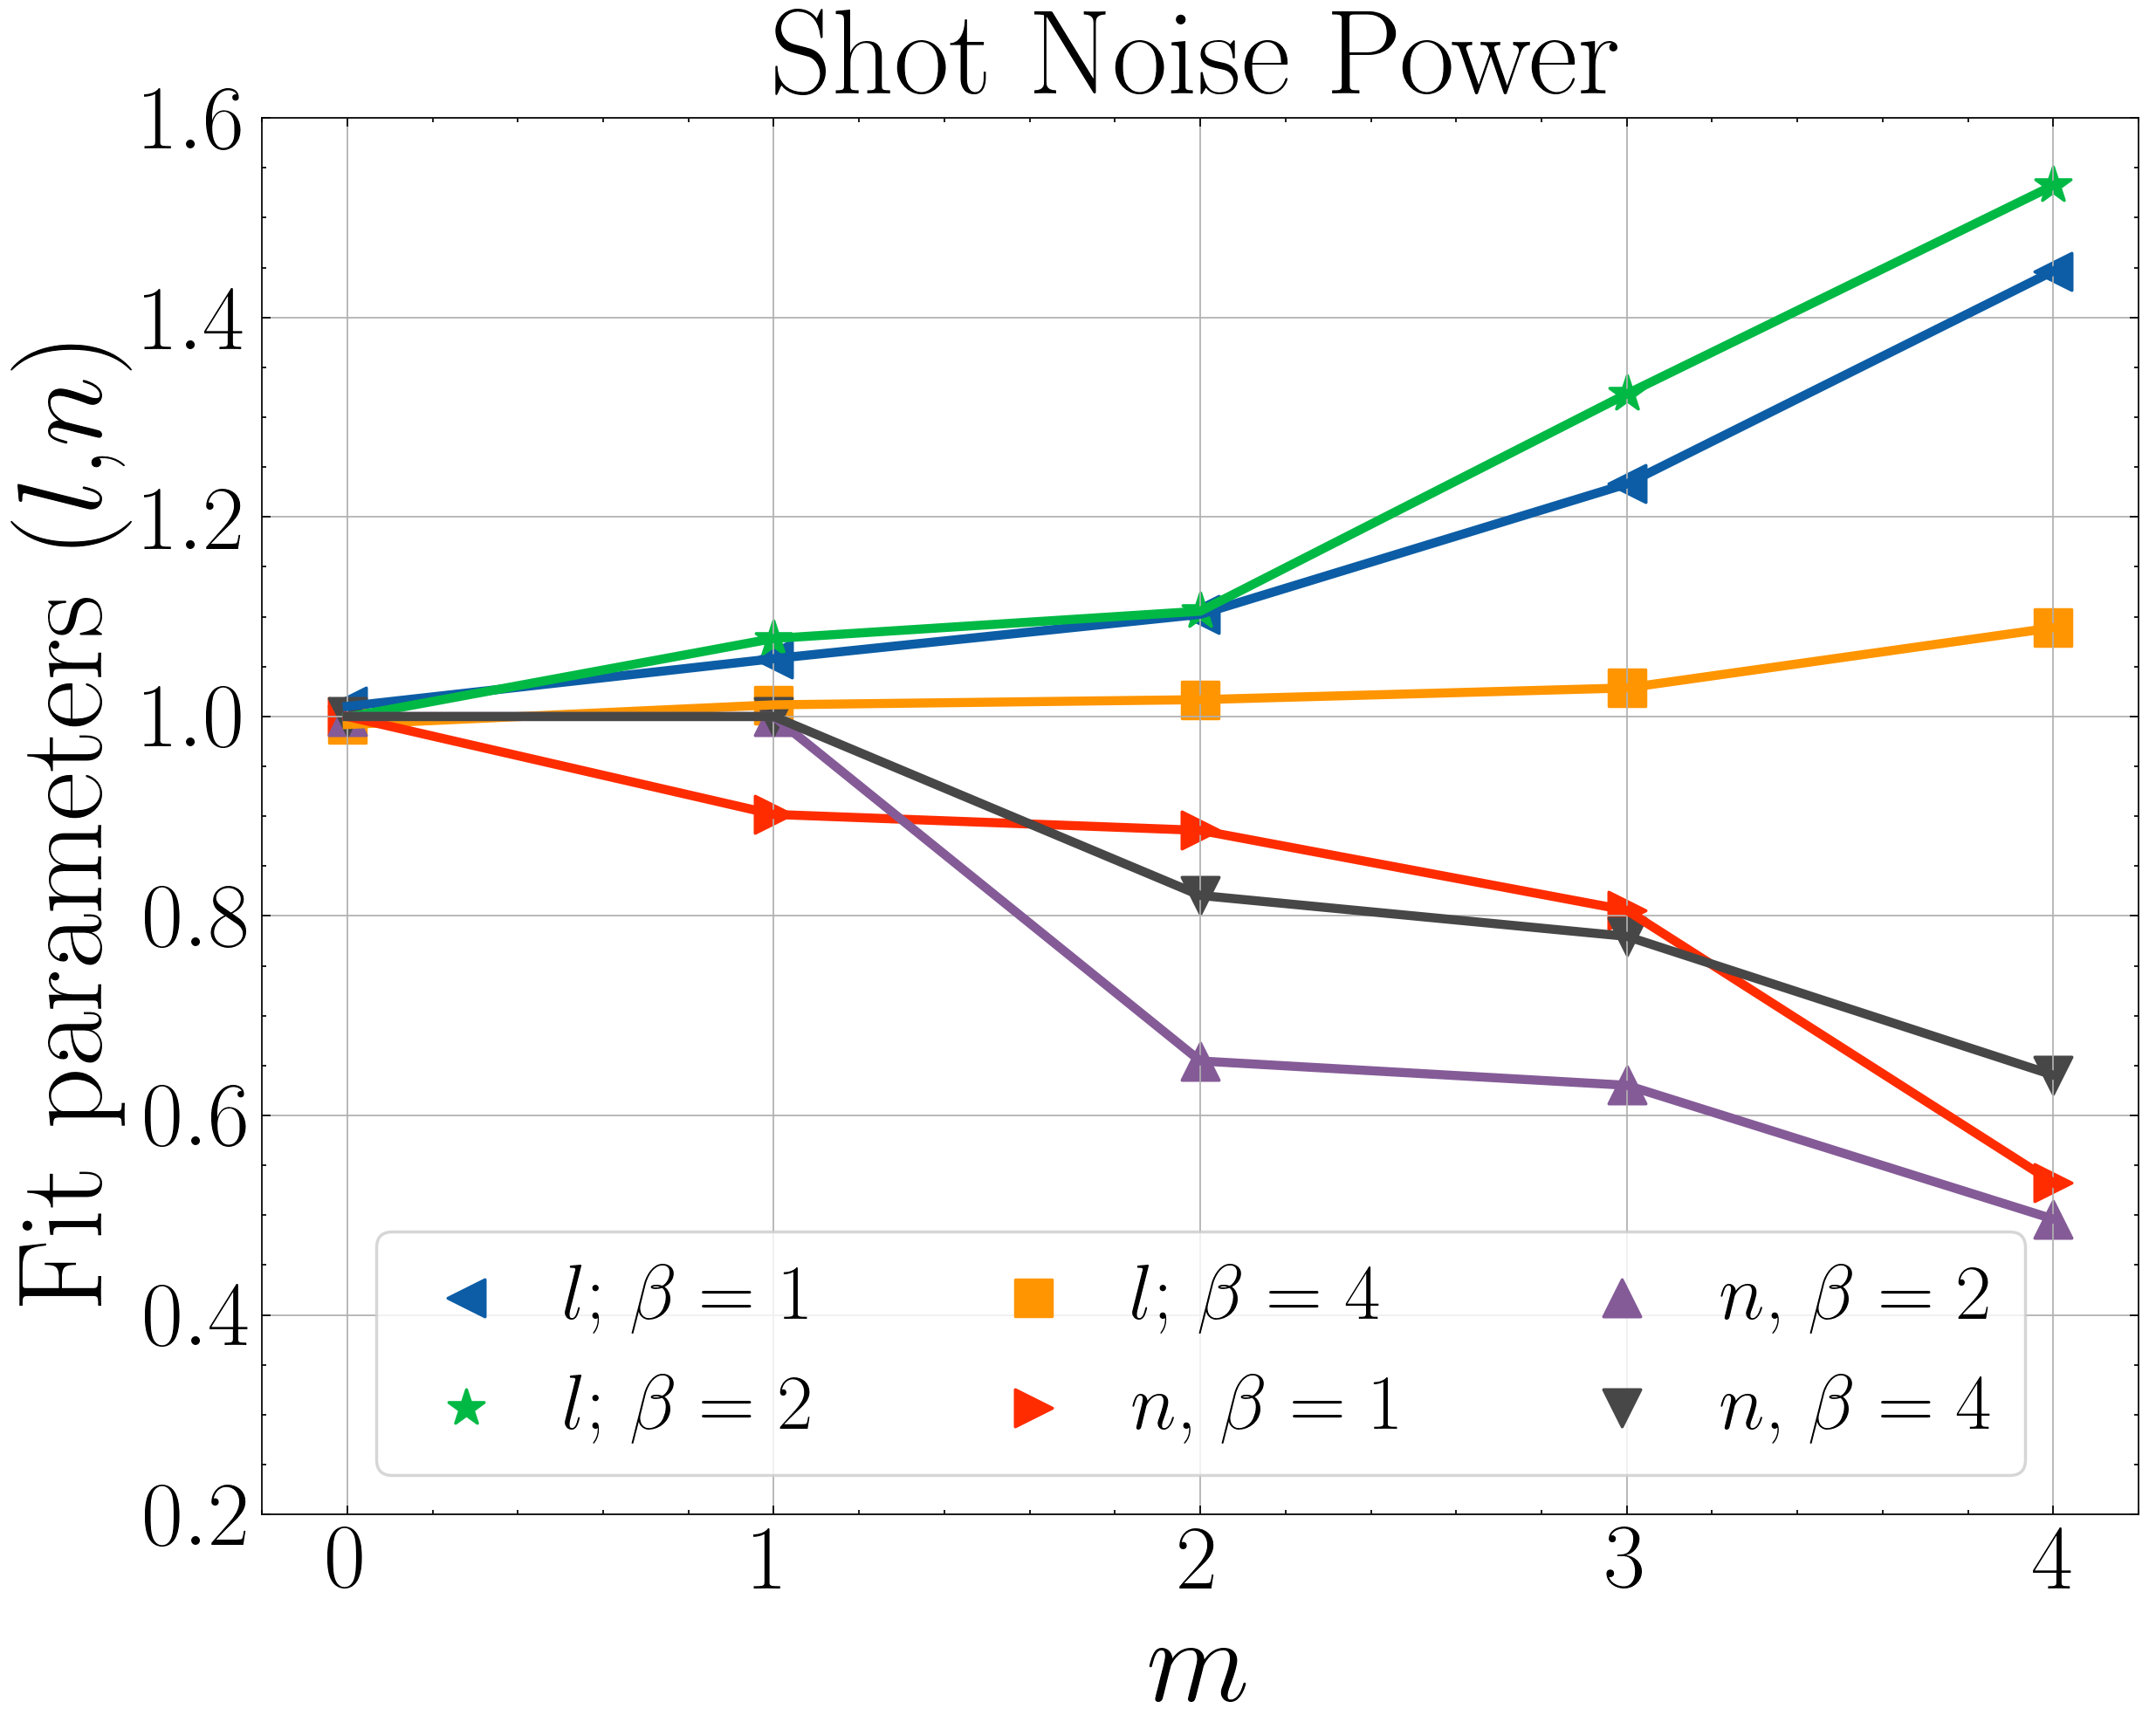 Shot Noise Power
Fit parameters (l,n)
1.6
1.4
1.2
1.0
0.8
0.6
0.4
0.2
l; β = 1
l; β = 4
n, β = 2
l; β = 2
n, β = 1
n, β = 4
0 1 2 3 4
m